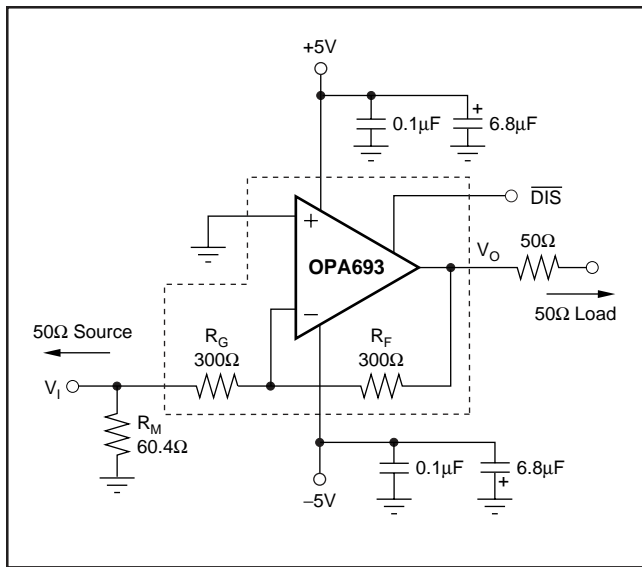 +5V
0.1μF
+
6.8μF
DIS
+
OPA693
−
V_O
50Ω
50Ω Load
50Ω Source
R_G
300Ω
R_F
300Ω
V_I
R_M
60.4Ω
0.1μF
6.8μF
+
−5V